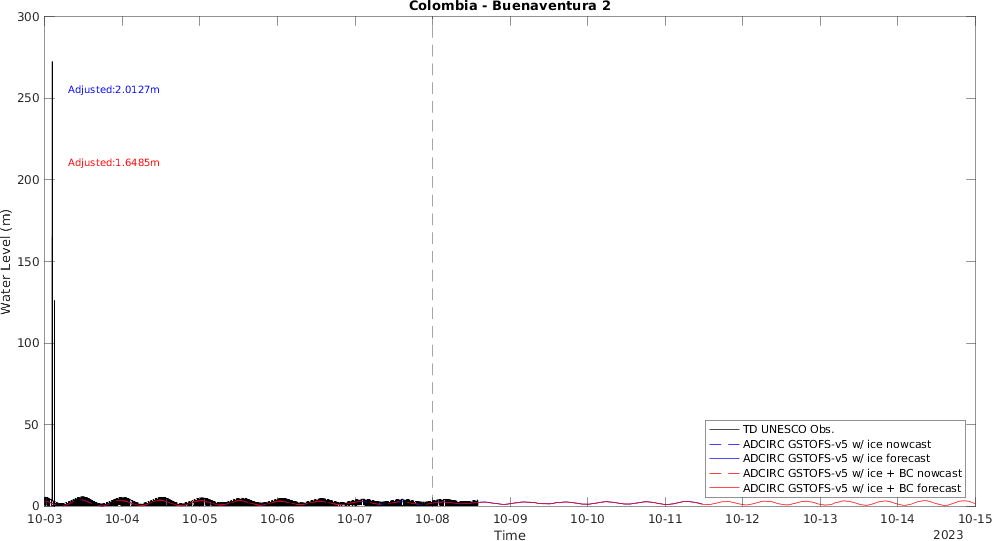 Colombia - Buenaventura 2
300
250
200
150
100
50
0
Water Level (m)
Adjusted:2.0127m
Adjusted:1.6485m
TD UNESCO Obs.
ADCIRC GSTOFS-v5 w/ ice nowcast
ADCIRC GSTOFS-v5 w/ ice forecast
ADCIRC GSTOFS-v5 w/ ice + BC nowcast
ADCIRC GSTOFS-v5 w/ ice + BC forecast
10-03 10-04 10-05 10-06 10-07 10-08 10-09 10-10 10-11 10-12 10-13 10-14 10-15
Time
2023